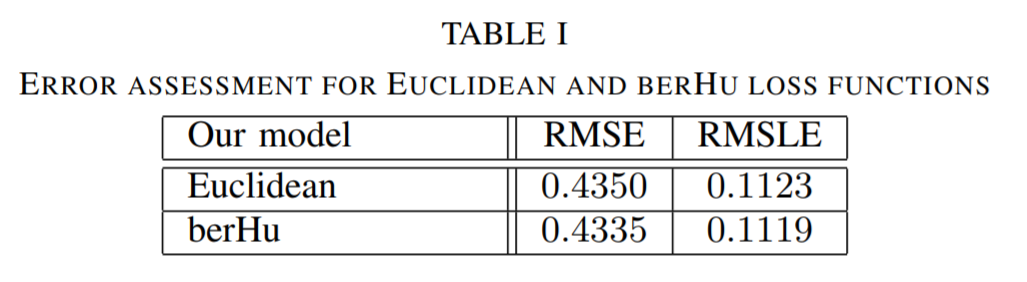 TABLE I
ERROR ASSESSMENT FOR EUCLIDEAN AND BERHU LOSS FUNCTIONS
Our model RMSE RMSLE
Euclidean 0.4350 0.1123
berHu 0.4335 0.1119